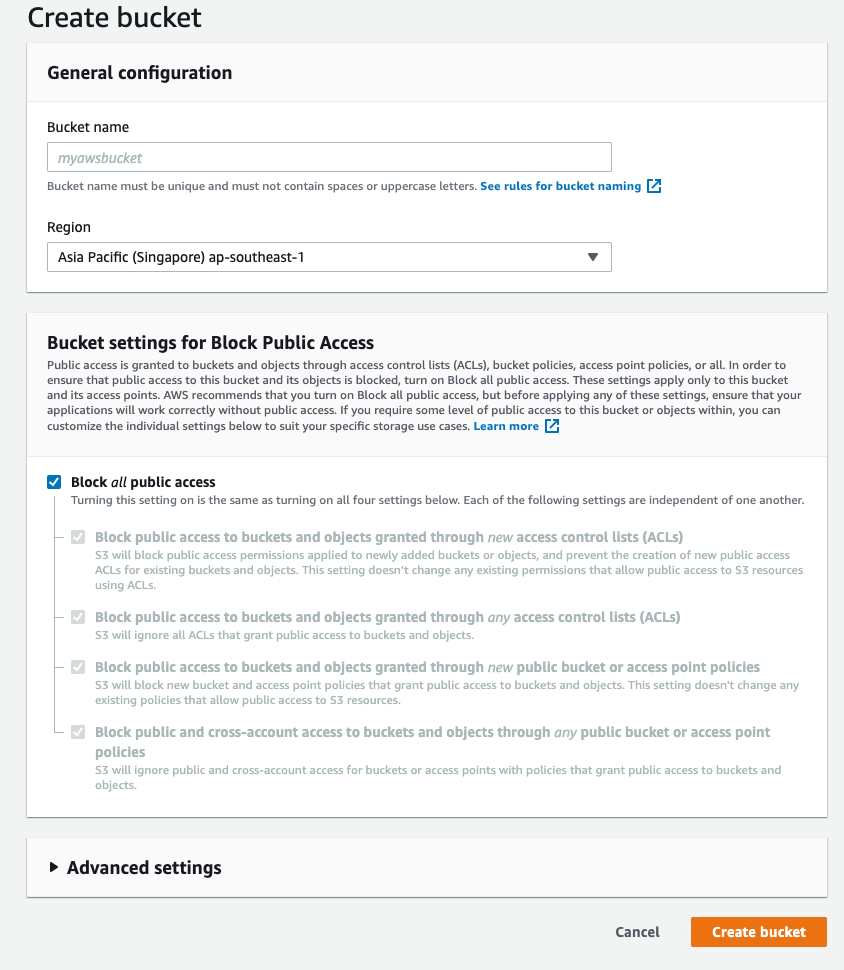 Create bucket
General configuration
Bucket name
myawsbucket
Bucket name must be unique and must not contain spaces or uppercase letters. See rules for bucket naming
Region
Asia Pacific (Singapore) ap-southeast-1
Bucket settings for Block Public Access
Public access is granted to buckets and objects through access control lists (ACLs), bucket policies, access point policies, or all. In order to
ensure that public access to this bucket and its objects is blocked, turn on Block all public access. These settings apply only to this bucket
and its access points. AWS recommends that you turn on Block all public access, but before applying any of these settings, ensure that your
applications will work correctly without public access. If you require some level of public access to this bucket or objects within, you can
customize the individual settings below to suit your specific storage use cases. Learn more
Block all public access
Turning this setting on is the same as turning on all four settings below. Each of the following settings are independent of one another.
Block public access to buckets and objects granted through new access control lists (ACLs)
S3 will block public access permissions applied to newly added buckets or objects, and prevent the creation of new public access
ACLs for existing buckets and objects. This setting doesn't change any existing permissions that allow public access to S3 resources
using ACLs.
Block public access to buckets and objects granted through any access control lists (ACLs)
S3 will ignore all ACLs that grant public access to buckets and objects.
Block public access to buckets and objects granted through new public bucket or access point policies
S3 will block new bucket and access point policies that grant public access to buckets and objects. This setting doesn't change any
existing policies that allow public access to S3 resources.
Block public and cross-account access to buckets and objects through any public bucket or access point
policies
S3 will ignore public and cross-account access for buckets or access points with policies that grant public access to buckets and
objects.
Advanced settings
Cancel
Create bucket